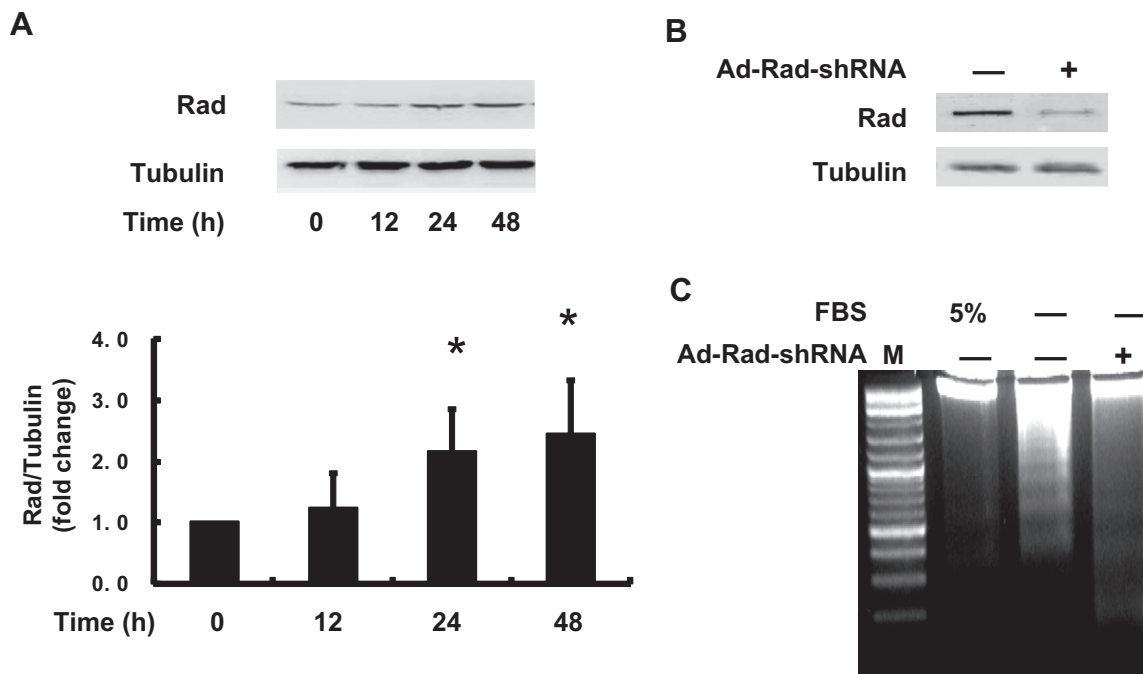 A
Rad
Tubulin
Time (h) 0 12 24 48
Rad/Tubulin
(fold change)
4. 0
3. 0
2. 0
1. 0
0. 0
*
*
Time (h) 0 12 24 48
B
Ad-Rad-shRNA — +
Rad
Tubulin
C
FBS 5% — —
Ad-Rad-shRNA M — — +